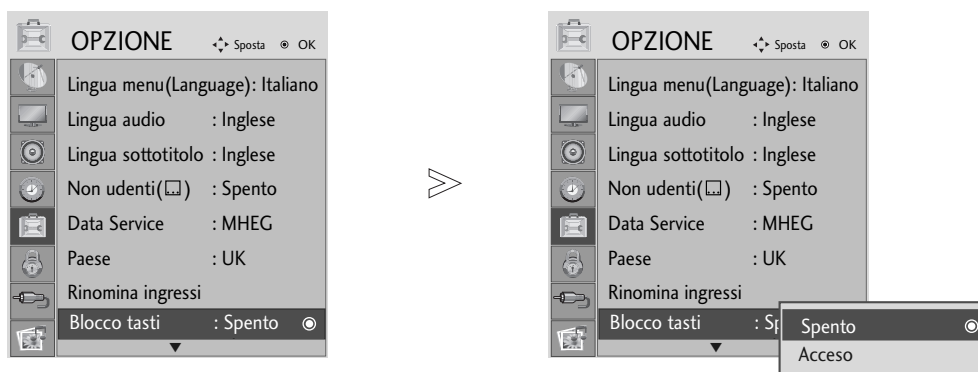 OPZIONE Sposta OK
Lingua menu(Language): Italiano
Lingua audio : Inglese
Lingua sottotitolo : Inglese
Non udenti( ) : Spento
Data Service : MHEG
Paese : UK
Rinomina ingressi
Blocco tasti : Spento
OPZIONE Sposta OK
Lingua menu(Language): Italiano
Lingua audio : Inglese
Lingua sottotitolo : Inglese
Non udenti( ) : Spento
Data Service : MHEG
Paese : UK
Rinomina ingressi
Blocco tasti : Sp
Spento
Acceso